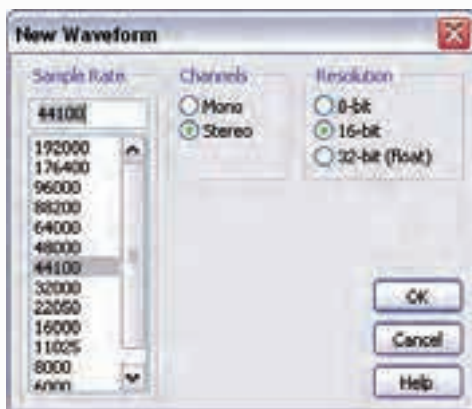 New Waveform
Sample Rate
44100
192000
176400
96000
88200
64000
48000
44100
32000
22050
16000
11025
8000
6000
Channels
Mono
Stereo
Resolution
8-bit
16-bit
32-bit (float)
OK
Cancel
Help